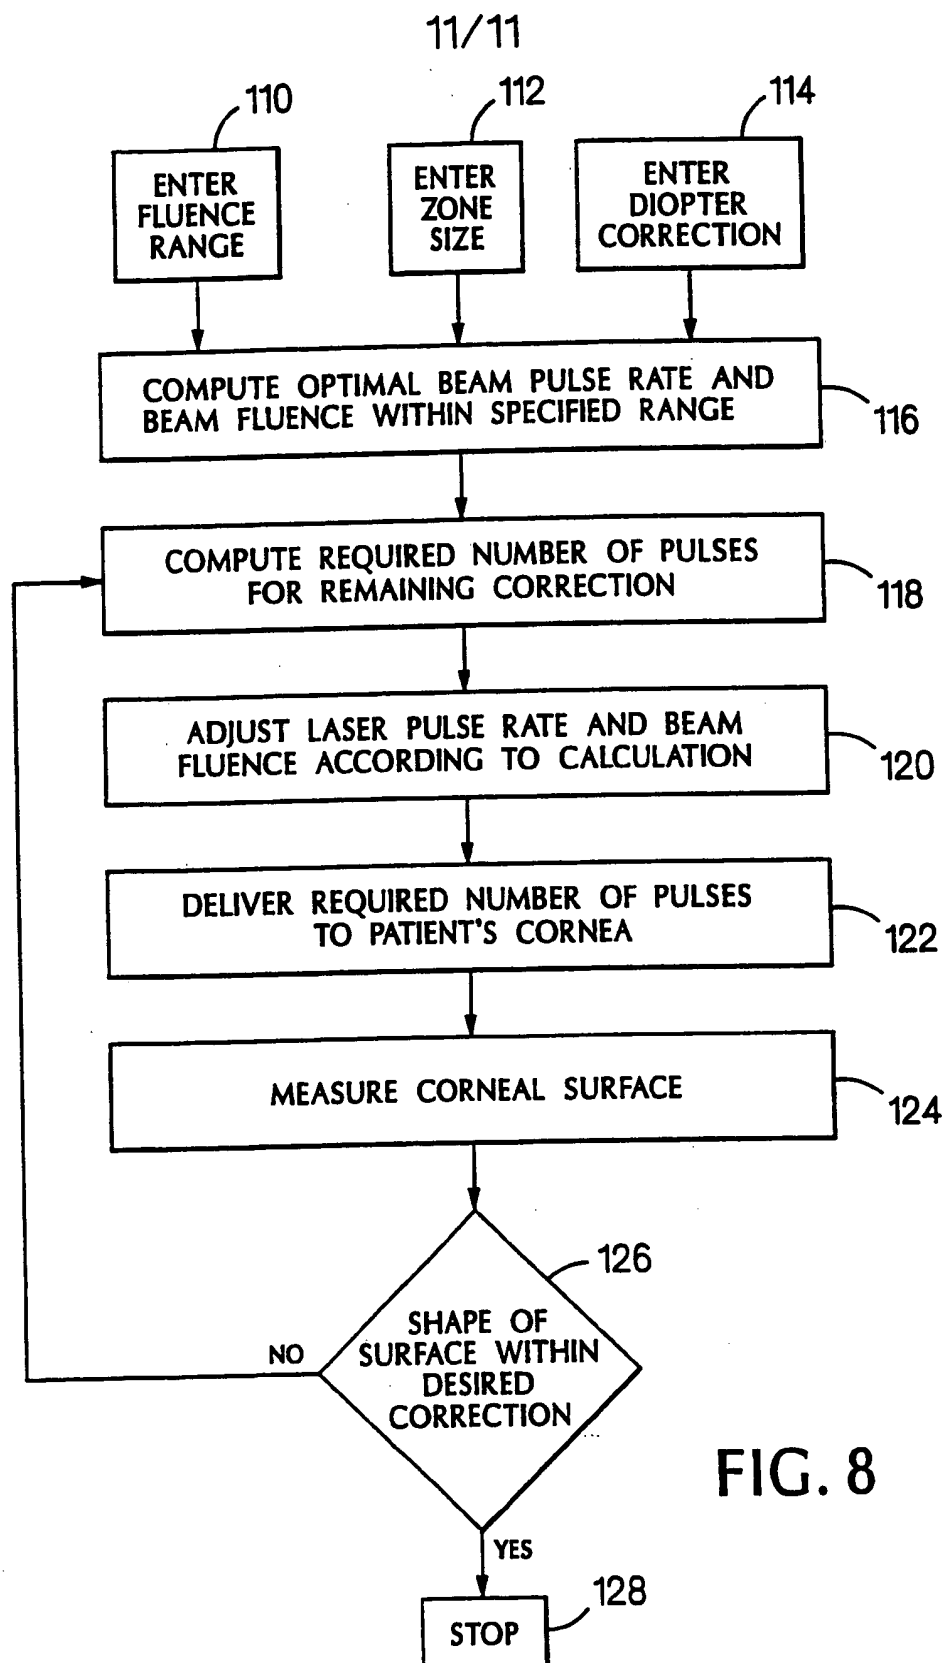 11/11
110
112
114
ENTER
FLUENCE
RANGE
ENTER
ZONE
SIZE
ENTER
DIOPTER
CORRECTION
COMPUTE OPTIMAL BEAM PULSE RATE AND
BEAM FLUENCE WITHIN SPECIFIED RANGE
116
COMPUTE REQUIRED NUMBER OF PULSES
FOR REMAINING CORRECTION
118
ADJUST LASER PULSE RATE AND BEAM
FLUENCE ACCORDING TO CALCULATION
120
DELIVER REQUIRED NUMBER OF PULSES
TO PATIENT'S CORNEA
122
MEASURE CORNEAL SURFACE
124
126
SHAPE OF
SURFACE WITHIN
DESIRED
CORRECTION
NO
FIG. 8
YES
128
STOP